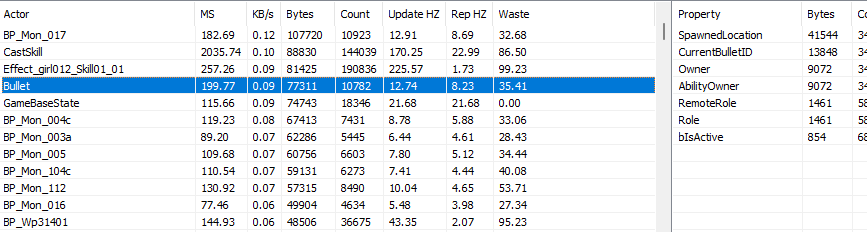 Actor MS KB/s Bytes Count Update HZ Rep HZ Waste Property Bytes
BP_Mon_017 182.69 0.12 107720 10923 12.91 8.69 32.68 SpawnedLocation 41544
CastSkill 2035.74 0.10 88830 144039 170.25 22.99 86.50 CurrentBulletID 13848
Effect_girl012_Skill01_01 257.26 0.09 81425 190836 225.57 1.73 99.23 Owner 9072
Bullet 199.77 0.09 77311 10782 12.74 8.23 35.41 AbilityOwner 9072
GameBaseState 115.66 0.09 74743 18346 21.68 21.68 0.00 RemoteRole 1461
BP_Mon_004c 119.23 0.08 67413 7431 8.78 5.88 33.06 Role 1461
BP_Mon_003a 89.20 0.07 62286 5445 6.44 4.61 28.43 bIsActive 854
BP_Mon_005 109.68 0.07 60756 6603 7.80 5.12 34.44
BP_Mon_104c 110.54 0.07 59131 6273 7.41 4.44 40.08
BP_Mon_112 130.92 0.07 57315 8490 10.04 4.65 53.71
BP_Mon_016 77.46 0.06 49904 4634 5.48 3.98 27.34
BP_Wp31401 144.93 0.06 48506 36675 43.35 2.07 95.23